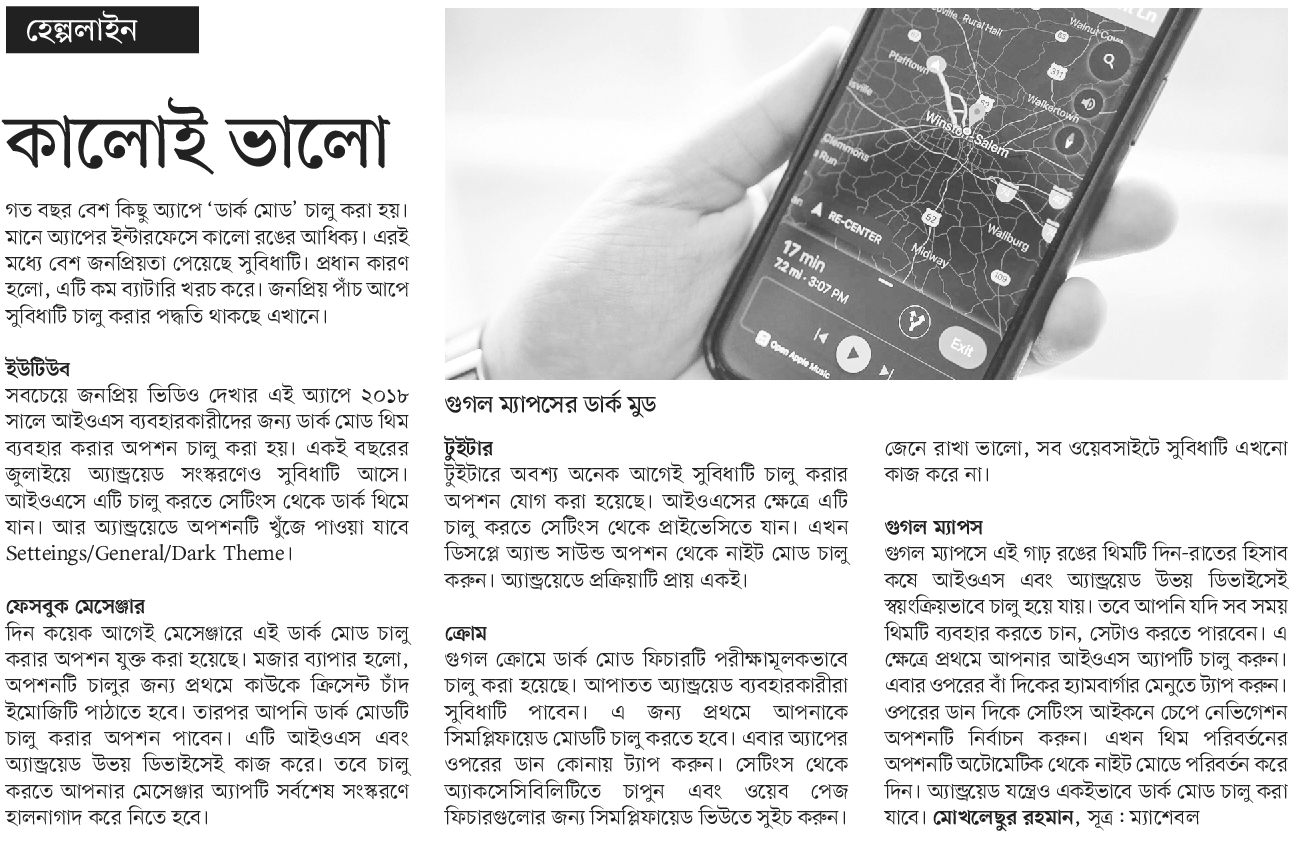 হেল্পলাইন
কালোই ভালো
গত বছর বেশ কিছু অ্যাপে ‘ডার্ক মোড’ চালু করা হয়।
মানে অ্যাপের ইন্টারফেসে কালো রঙের আধিক্য। এরই
মধ্যে বেশ জনপ্রিয়তা পেয়েছে সুবিধাটি। প্রধান কারণ
হলো, এটি কম ব্যাটারি খরচ করে। জনপ্রিয় পাঁচ আপে
সুবিধাটি চালু করার পদ্ধতি থাকছে এখানে।
ইউটিউব
সবচেয়ে জনপ্রিয় ভিডিও দেখার এই অ্যাপে ২০১৮
সালে আইওএস ব্যবহারকারীদের জন্য ডার্ক মোড থিম
ব্যবহার করার অপশন চালু করা হয়। একই বছরের
জুলাইয়ে অ্যান্ড্রয়েড সংস্করণেও সুবিধাটি আসে।
আইওএসে এটি চালু করতে সেটিংস থেকে ডার্ক থিমে
যান। আর অ্যান্ড্রয়েডে অপশনটি খুঁজে পাওয়া যাবে
Setteings/General/Dark Theme।
ফেসবুক মেসেঞ্জার
দিন কয়েক আগেই মেসেঞ্জারে এই ডার্ক মোড চালু
করার অপশন যুক্ত করা হয়েছে। মজার ব্যাপার হলো,
অপশনটি চালুর জন্য প্রথমে কাউকে ক্রিসেন্ট চাঁদ
ইমোজিটি পাঠাতে হবে। তারপর আপনি ডার্ক মোডটি
চালু করার অপশন পাবেন। এটি আইওএস এবং
অ্যান্ড্রয়েড উভয় ডিভাইসেই কাজ করে। তবে চালু
করতে আপনার মেসেঞ্জার অ্যাপটি সর্বশেষ সংস্করণে
হালনাগাদ করে নিতে হবে।
Rural Hall
Walnut Cove
Pfafftown
311
Walkertown
52
Winston-Salem
Clemmons
RE-CENTER
52
Wallburg
Midway
109
17 min
7.2 mi - 3:07 PM
Exit
Open Apple Music
গুগল ম্যাপসের ডার্ক মুড
টুইটার
টুইটারে অবশ্য অনেক আগেই সুবিধাটি চালু করার
অপশন যোগ করা হয়েছে। আইওএসের ক্ষেত্রে এটি
চালু করতে সেটিংস থেকে প্রাইভেসিতে যান। এখন
ডিসপ্লে অ্যান্ড সাউন্ড অপশন থেকে নাইট মোড চালু
করুন। অ্যান্ড্রয়েডে প্রক্রিয়াটি প্রায় একই।
ক্রোম
গুগল ক্রোমে ডার্ক মোড ফিচারটি পরীক্ষামূলকভাবে
চালু করা হয়েছে। আপাতত অ্যান্ড্রয়েড ব্যবহারকারীরা
সুবিধাটি পাবেন। এ জন্য প্রথমে আপনাকে
সিমপ্লিফায়েড মোডটি চালু করতে হবে। এবার অ্যাপের
ওপরের ডান কোনায় ট্যাপ করুন। সেটিংস থেকে
অ্যাকসেসিবিলিটিতে চাপুন এবং ওয়েব পেজ
ফিচারগুলোর জন্য সিমপ্লিফায়েড ভিউতে সুইচ করুন।
জেনে রাখা ভালো, সব ওয়েবসাইটে সুবিধাটি এখনো
কাজ করে না।
গুগল ম্যাপস
গুগল ম্যাপসে এই গাঢ় রঙের থিমটি দিন-রাতের হিসাব
কষে আইওএস এবং অ্যান্ড্রয়েড উভয় ডিভাইসেই
স্বয়ংক্রিয়ভাবে চালু হয়ে যায়। তবে আপনি যদি সব সময়
থিমটি ব্যবহার করতে চান, সেটাও করতে পারবেন। এ
ক্ষেত্রে প্রথমে আপনার আইওএস অ্যাপটি চালু করুন।
এবার ওপরের বাঁ দিকের হ্যামবার্গার মেনুতে ট্যাপ করুন।
ওপরের ডান দিকে সেটিংস আইকনে চেপে নেভিগেশন
অপশনটি নির্বাচন করুন। এখন থিম পরিবর্তনের
অপশনটি অটোমেটিক থেকে নাইট মোডে পরিবর্তন করে
দিন। অ্যান্ড্রয়েড যন্ত্রেও একইভাবে ডার্ক মোড চালু করা
যাবে। মোখলেছুর রহমান, সূত্র : ম্যাশেবল